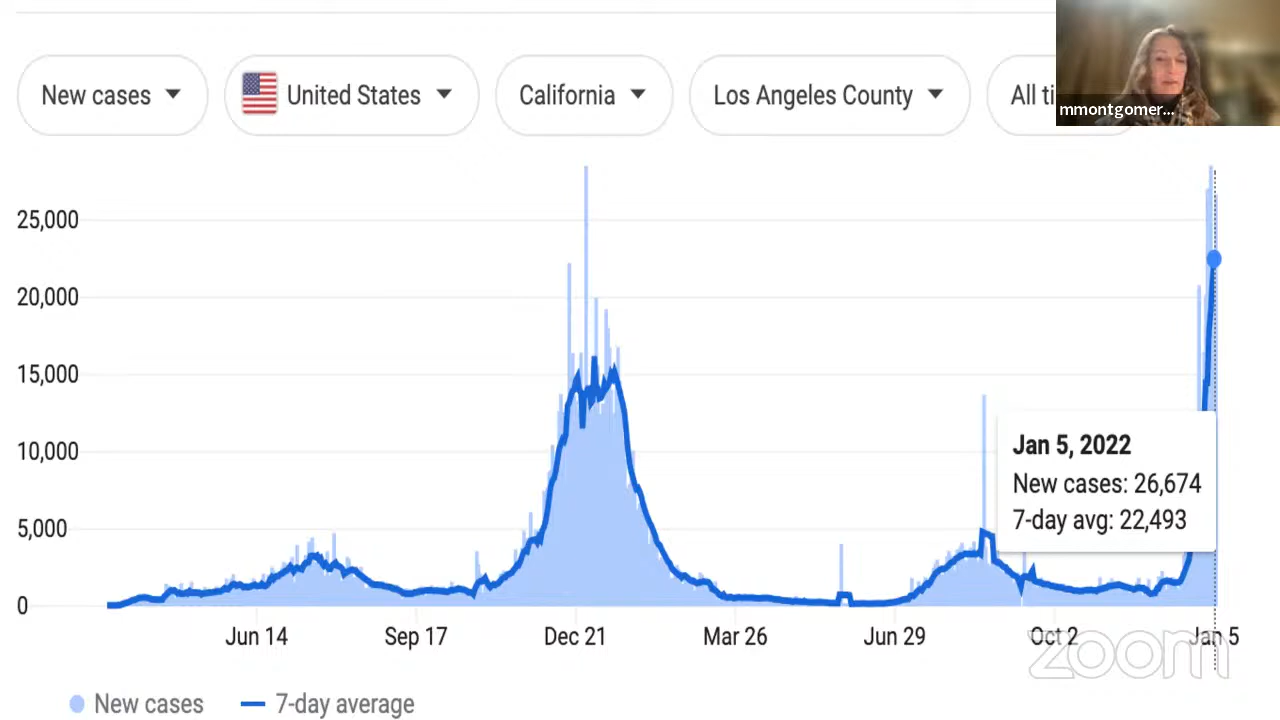 New cases
United States
California
Los Angeles County
All ti
mmontgomer...
25,000
20,000
15,000
10,000
5,000
0
Jan 5, 2022
New cases: 26,674
7-day avg: 22,493
Jun 14
Sep 17
Dec 21
Mar 26
Jun 29
Oct 2
Jan 5
zoom
New cases
7-day average